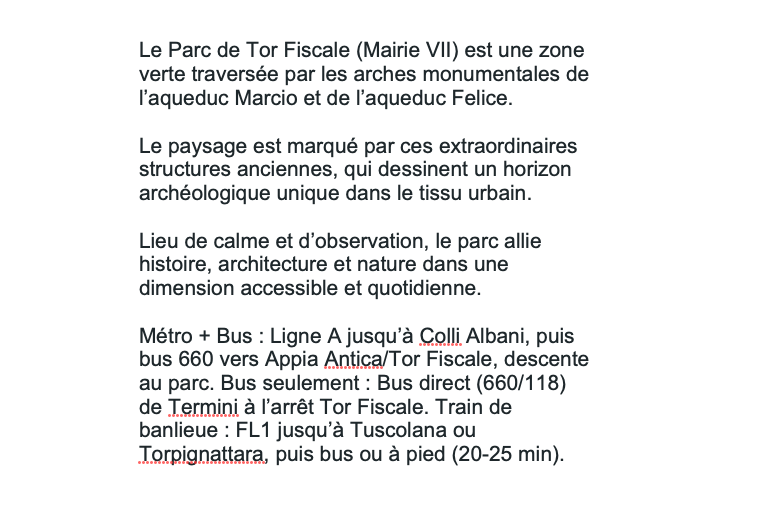 Le Parc de Tor Fiscale (Mairie VII) est une zone
verte traversée par les arches monumentales de
l’aqueduc Marcio et de l’aqueduc Felice.
Le paysage est marqué par ces extraordinaires
structures anciennes, qui dessinent un horizon
archéologique unique dans le tissu urbain.
Lieu de calme et d’observation, le parc allie
histoire, architecture et nature dans une
dimension accessible et quotidienne.
Métro + Bus : Ligne A jusqu’à Colli Albani, puis
bus 660 vers Appia Antica/Tor Fiscale, descente
au parc. Bus seulement : Bus direct (660/118)
de Termini à l’arrêt Tor Fiscale. Train de
banlieue : FL1 jusqu’à Tuscolana ou
Torpignattara, puis bus ou à pied (20-25 min).